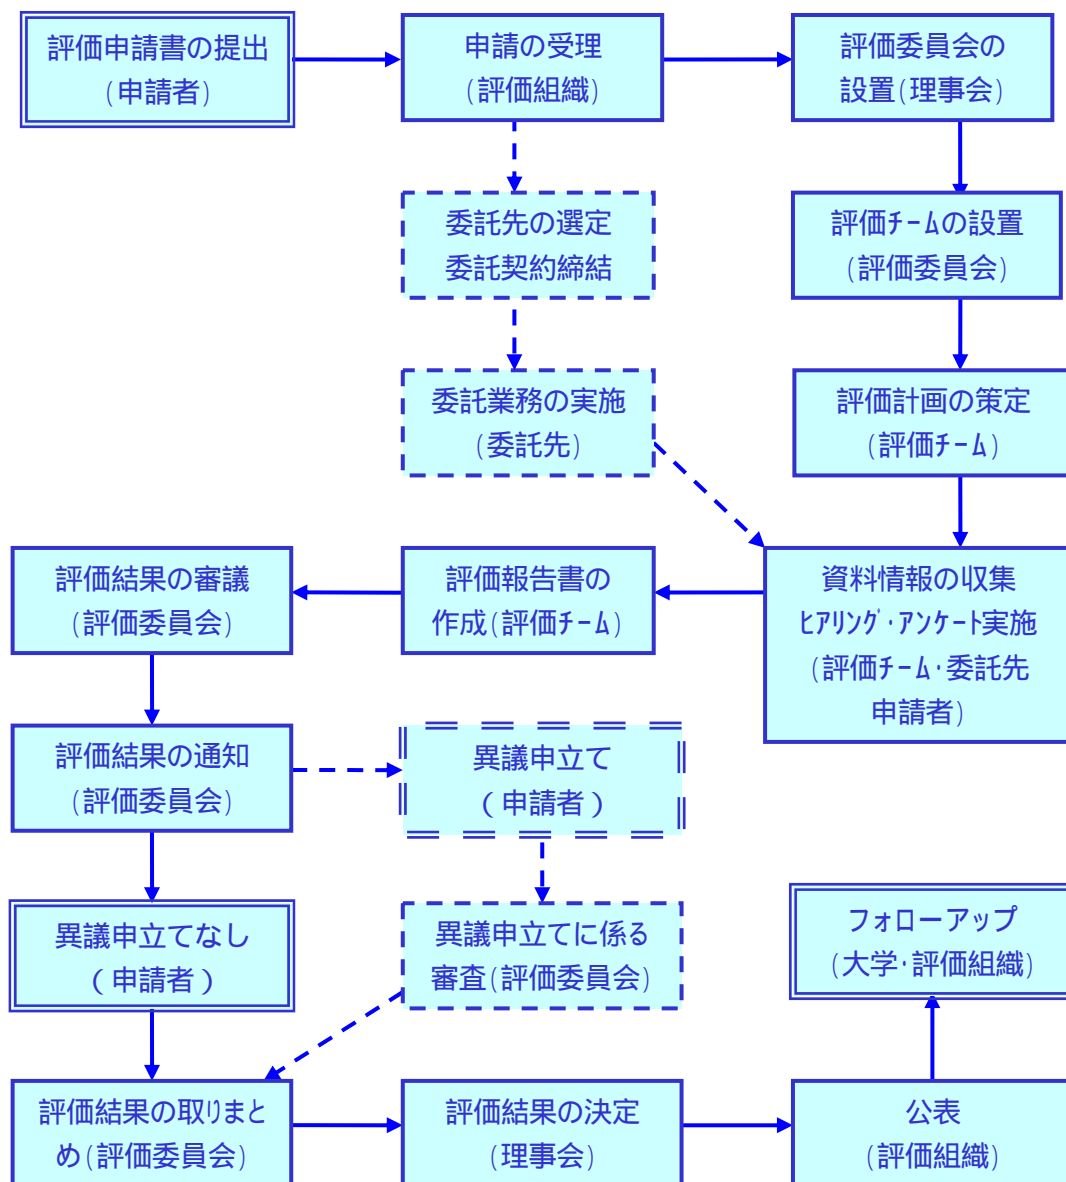 評価申請書の提出
(申請者)
申請の受理
(評価組織)
評価委員会の
設置(理事会)
委託先の選定
委託契約締結
評価ﾁｰﾑの設置
(評価委員会)
委託業務の実施
(委託先)
評価計画の策定
(評価ﾁｰﾑ)
評価結果の審議
(評価委員会)
評価報告書の
作成(評価ﾁｰﾑ)
資料情報の収集
ﾋｱﾘﾝｸﾞ・ｱﾝｹｰﾄ実施
(評価ﾁｰﾑ・委託先
申請者)
評価結果の通知
(評価委員会)
異議申立て
（申請者）
異議申立てなし
（申請者）
異議申立てに係る
審査(評価委員会)
フォローアップ
(大学・評価組織)
評価結果の取りまと
め(評価委員会)
評価結果の決定
(理事会)
公表
(評価組織)